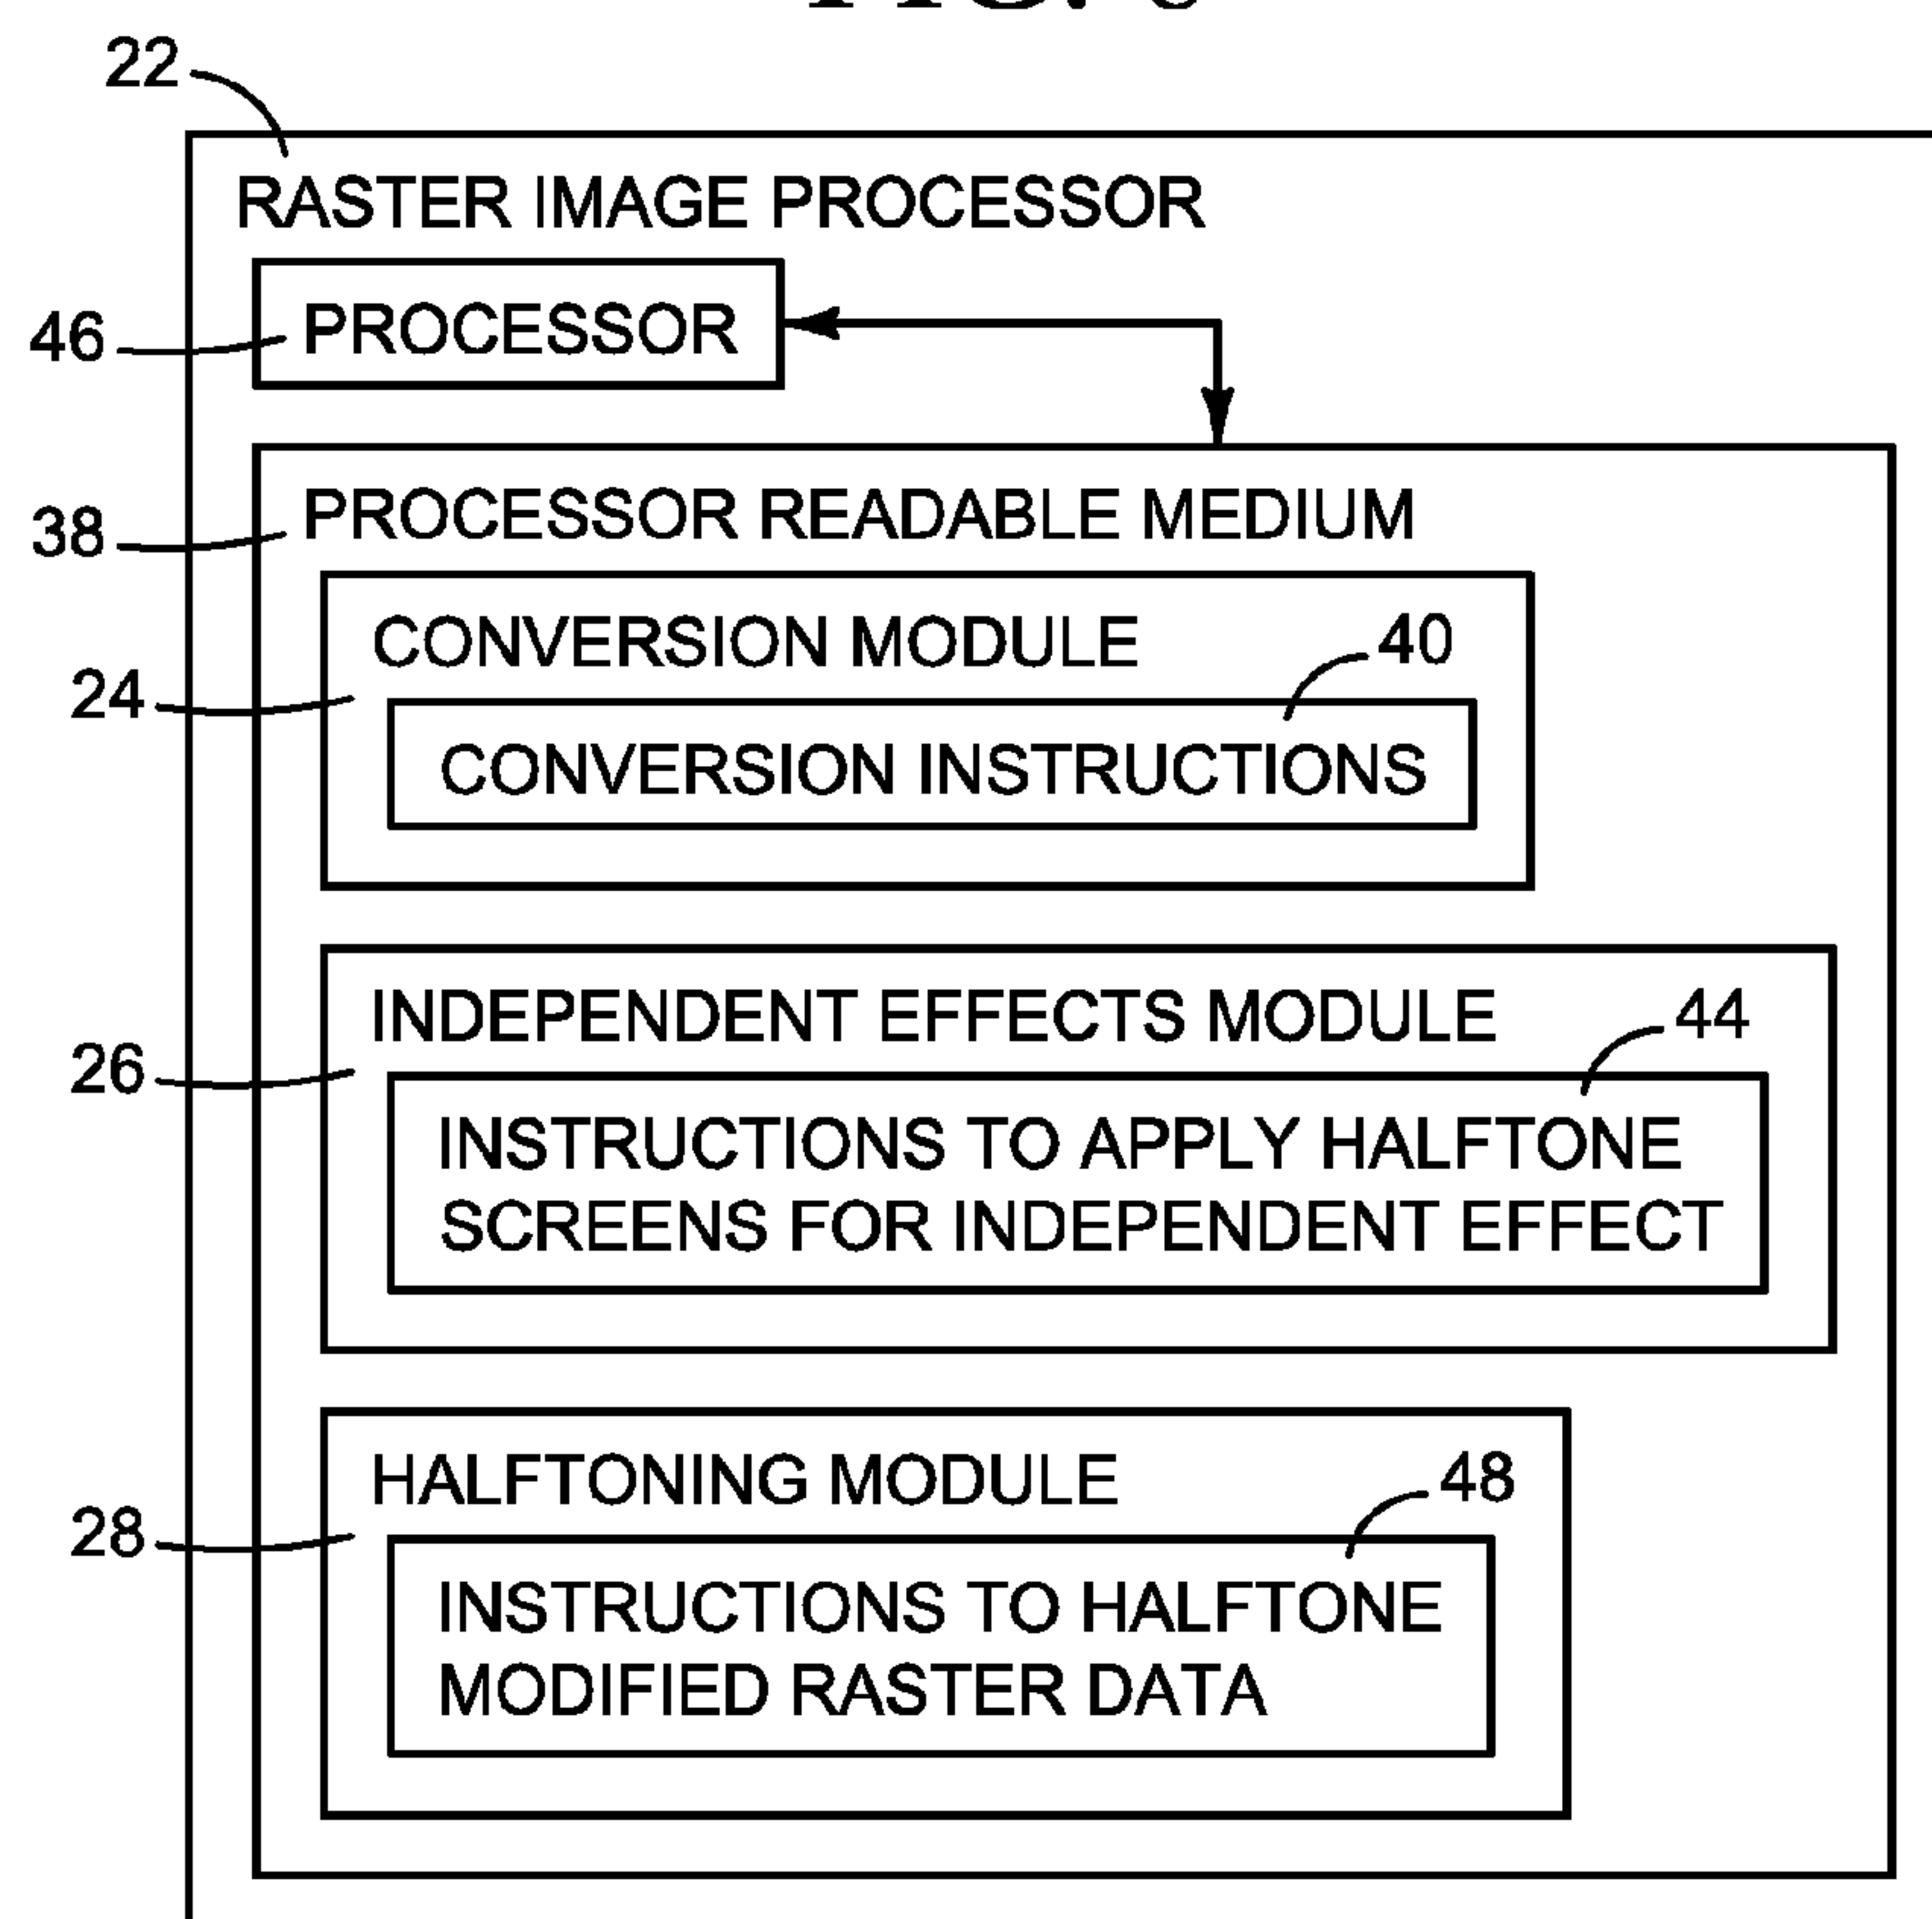 22
RASTER IMAGE PROCESSOR
46
PROCESSOR
38
PROCESSOR READABLE MEDIUM
24
CONVERSION MODULE
40
CONVERSION INSTRUCTIONS
26
INDEPENDENT EFFECTS MODULE
44
INSTRUCTIONS TO APPLY HALFTONE
SCREENS FOR INDEPENDENT EFFECT
28
HALFTONING MODULE
48
INSTRUCTIONS TO HALFTONE
MODIFIED RASTER DATA